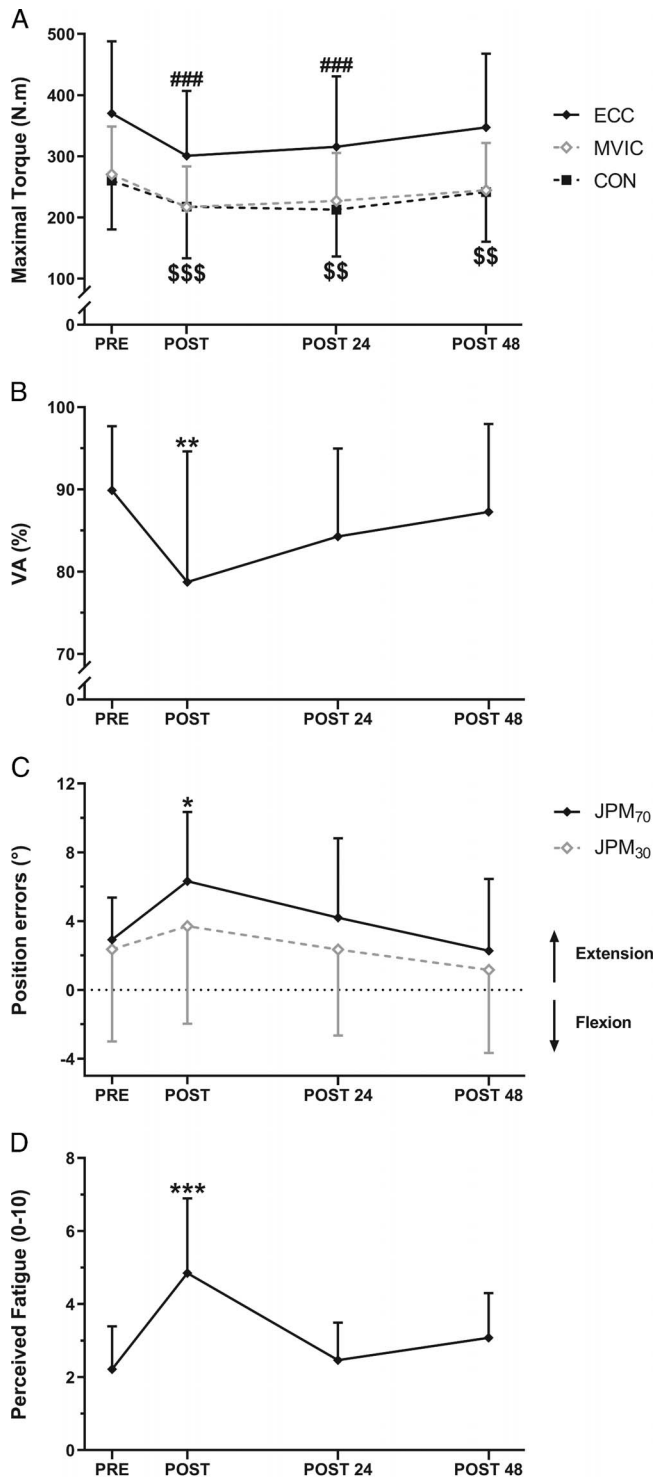 A
Maximal Torque (N.m)
500
400
300
200
100
0
###
###
$$$
$$
$$
PRE
POST
POST 24
POST 48
ECC
MVIC
CON
B
VA (%)
100
90
80
70
0
**
PRE
POST
POST 24
POST 48
C
Position errors (°)
12
8
4
0
-4
*
PRE
POST
POST 24
POST 48
JPM70
JPM30
Extension
Flexion
D
Perceived Fatigue (0-10)
8
6
4
2
0
***
PRE
POST
POST 24
POST 48